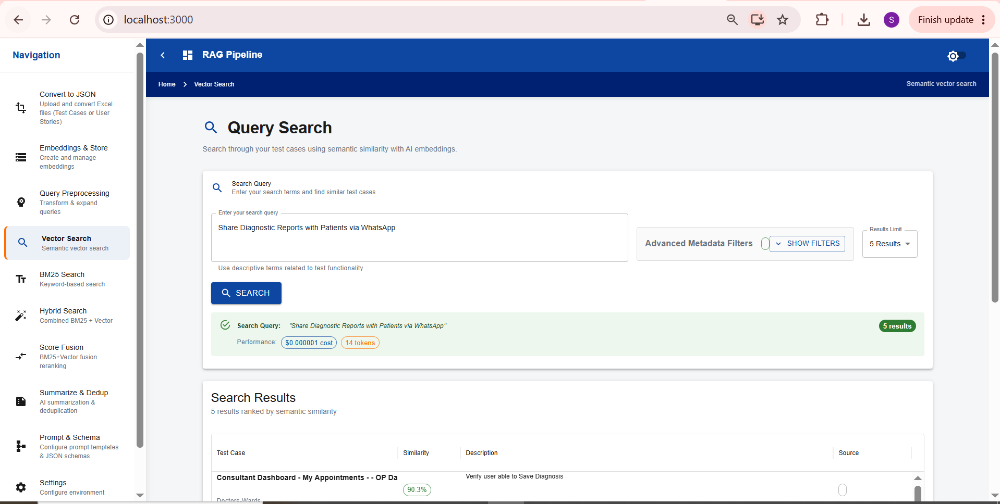 localhost:3000
S
Finish update
Navigation
RAG Pipeline
Home
Vector Search
Semantic vector search
Convert to JSON
Upload and convert Excel
files (Test Cases or User
Stories)
Embeddings & Store
Create and manage
embeddings
Query Preprocessing
Transform & expand
queries
Vector Search
Semantic vector search
BM25 Search
Keyword-based search
Hybrid Search
Combined BM25 + Vector
Score Fusion
BM25+Vector fusion
reranking
Summarize & Dedup
AI summarization &
deduplication
Prompt & Schema
Configure prompt templates
& JSON schemas
Settings
Configure environment
Query Search
Search through your test cases using semantic similarity with AI embeddings.
Search Query
Enter your search terms and find similar test cases
Enter your search query
Share Diagnostic Reports with Patients via WhatsApp
Use descriptive terms related to test functionality
Advanced Metadata Filters
SHOW FILTERS
Results Limit
5 Results
SEARCH
Search Query: "Share Diagnostic Reports with Patients via WhatsApp"
5 results
Performance: $0.000001 cost 14 tokens
Search Results
5 results ranked by semantic similarity
Test Case Similarity Description Source
Consultant Dashboard - My Appointments - - OP Da
Verify user able to Save Diagnosis
90.3%
Doctors-Wards